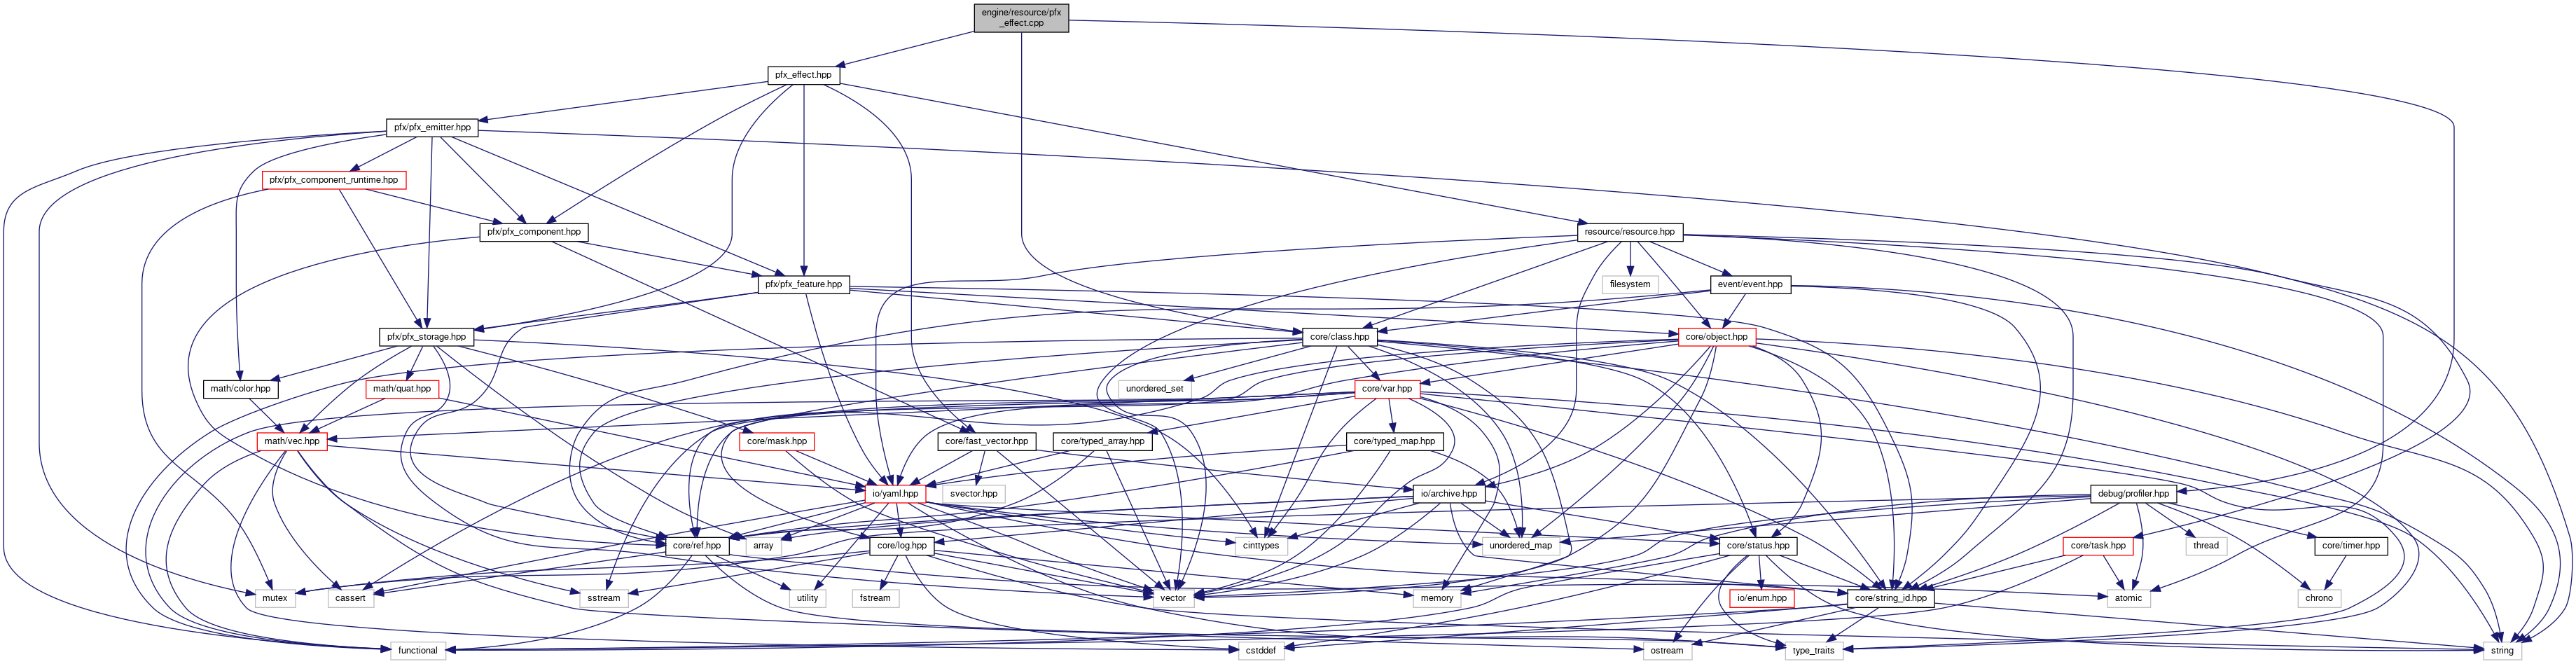 engine/resource/pfx
_effect.cpp
pfx_effect.hpp
pfx/pfx_emitter.hpp
pfx/pfx_component_runtime.hpp
pfx/pfx_component.hpp
resource/resource.hpp
pfx/pfx_feature.hpp
filesystem
event/event.hpp
pfx/pfx_storage.hpp
core/class.hpp
core/object.hpp
math/color.hpp
math/quat.hpp
unordered_set
core/var.hpp
math/vec.hpp
core/mask.hpp
core/fast_vector.hpp
core/typed_array.hpp
core/typed_map.hpp
io/yaml.hpp
svector.hpp
io/archive.hpp
debug/profiler.hpp
core/ref.hpp
array
core/log.hpp
cinttypes
unordered_map
core/status.hpp
core/task.hpp
thread
core/timer.hpp
mutex
cassert
sstream
utility
fstream
vector
memory
io/enum.hpp
core/string_id.hpp
atomic
chrono
functional
ostream
cstddef
type_traits
string